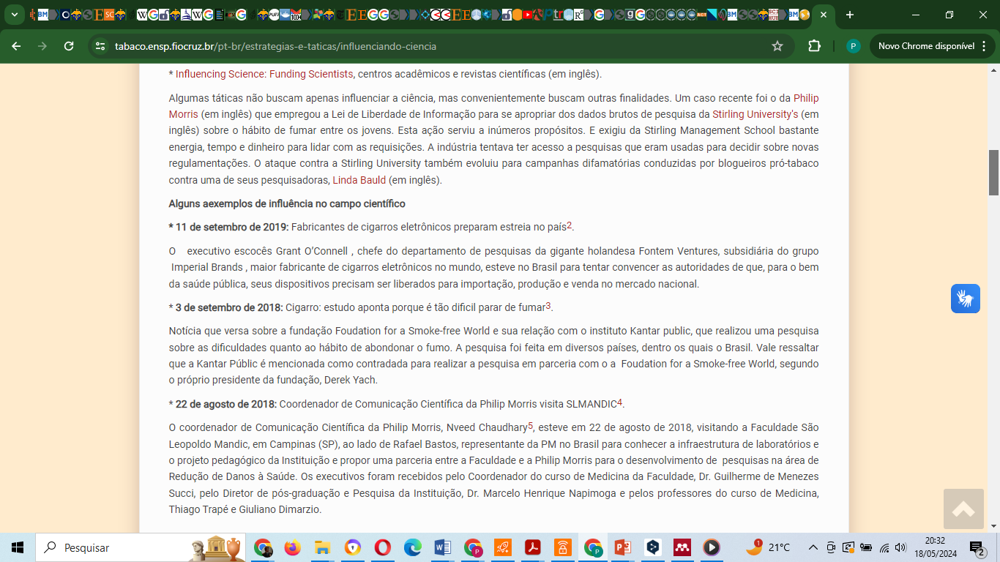 tabaco.ensp.fiocruz.br/pt-br/estrategias-e-taticas/influenciando-ciencia
P
Novo Chrome disponível
* Influencing Science: Funding Scientists, centros acadêmicos e revistas científicas (em inglês).
Algumas táticas não buscam apenas influenciar a ciência, mas convenientemente buscam outras finalidades. Um caso recente foi o da Philip
Morris (em inglês) que empregou a Lei de Liberdade de Informação para se apropriar dos dados brutos de pesquisa da Stirling University's (em
inglês) sobre o hábito de fumar entre os jovens. Esta ação serviu a inúmeros propósitos. E exigiu da Stirling Management School bastante
energia, tempo e dinheiro para lidar com as requisições. A indústria tentava ter acesso a pesquisas que eram usadas para decidir sobre novas
regulamentações. O ataque contra a Stirling University também evoluiu para campanhas difamatórias conduzidas por blogueiros pró-tabaco
contra uma de seus pesquisadoras, Linda Bauld (em inglês).
Alguns aexemplos de influência no campo científico
* 11 de setembro de 2019: Fabricantes de cigarros eletrônicos preparam estreia no país2.
O executivo escocês Grant O'Connell , chefe do departamento de pesquisas da gigante holandesa Fontem Ventures, subsidiária do grupo
Imperial Brands , maior fabricante de cigarros eletrônicos no mundo, esteve no Brasil para tentar convencer as autoridades de que, para o bem
da saúde pública, seus dispositivos precisam ser liberados para importação, produção e venda no mercado nacional.
* 3 de setembro de 2018: Cigarro: estudo aponta porque é tão dificil parar de fumar3.
Notícia que versa sobre a fundação Foudation for a Smoke-free World e sua relação com o instituto Kantar public, que realizou uma pesquisa
sobre as dificuldades quanto ao hábito de abondonar o fumo. A pesquisa foi feita em diversos países, dentro os quais o Brasil. Vale ressaltar
que a Kantar Públic é mencionada como contradada para realizar a pesquisa em parceria com o a Foudation for a Smoke-free World, segundo
o próprio presidente da fundação, Derek Yach.
* 22 de agosto de 2018: Coordenador de Comunicação Científica da Philip Morris visita SLMANDIC4.
O coordenador de Comunicação Científica da Philip Morris, Nveed Chaudhary5, esteve em 22 de agosto de 2018, visitando a Faculdade São
Leopoldo Mandic, em Campinas (SP), ao lado de Rafael Bastos, representante da PM no Brasil para conhecer a infraestrutura de laboratórios e
o projeto pedagógico da Instituição e propor uma parceria entre a Faculdade e a Philip Morris para o desenvolvimento de pesquisas na área de
Redução de Danos à Saúde. Os executivos foram recebidos pelo Coordenador do curso de Medicina da Faculdade, Dr. Guilherme de Menezes
Succi, pelo Diretor de pós-graduação e Pesquisa da Instituição, Dr. Marcelo Henrique Napimoga e pelos professores do curso de Medicina,
Thiago Trapé e Giuliano Dimarzio.
Pesquisar
21°C
20:32
18/05/2024
2